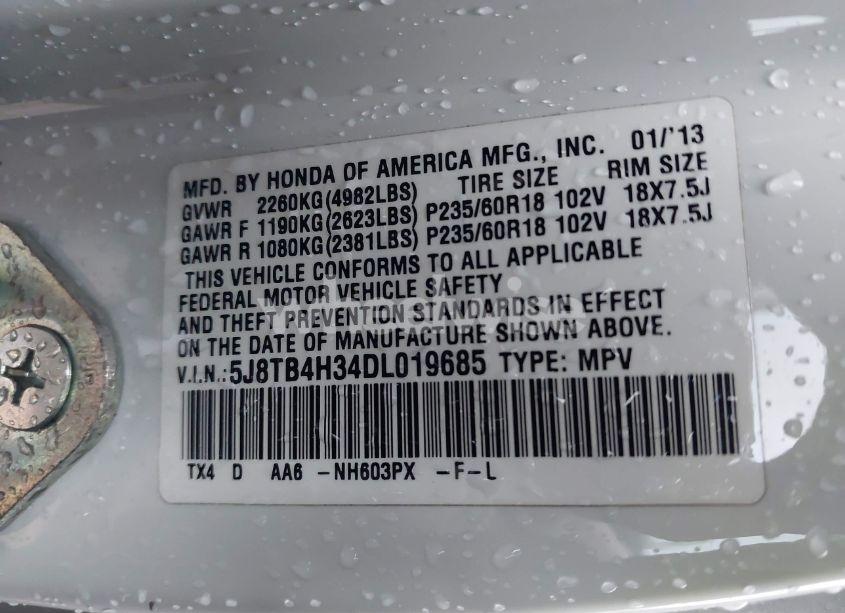 MFD. BY HONDA OF AMERICA MFG., INC. 01/'13
GVWR 2260KG(4982LBS) TIRE SIZE RIM SIZE
GAWR F 1190KG(2623LBS) P235/60R18 102V 18X7.5J
GAWR R 1080KG(2381LBS) P235/60R18 102V 18X7.5J
THIS VEHICLE CONFORMS TO ALL APPLICABLE
FEDERAL MOTOR VEHICLE SAFETY
AND THEFT PREVENTION STANDARDS IN EFFECT
ON THE DATE OF MANUFACTURE SHOWN ABOVE.
V.I.N.:5J8TB4H34DL019685 TYPE: MPV
TX4 D AA6 -NH603PX -F-L